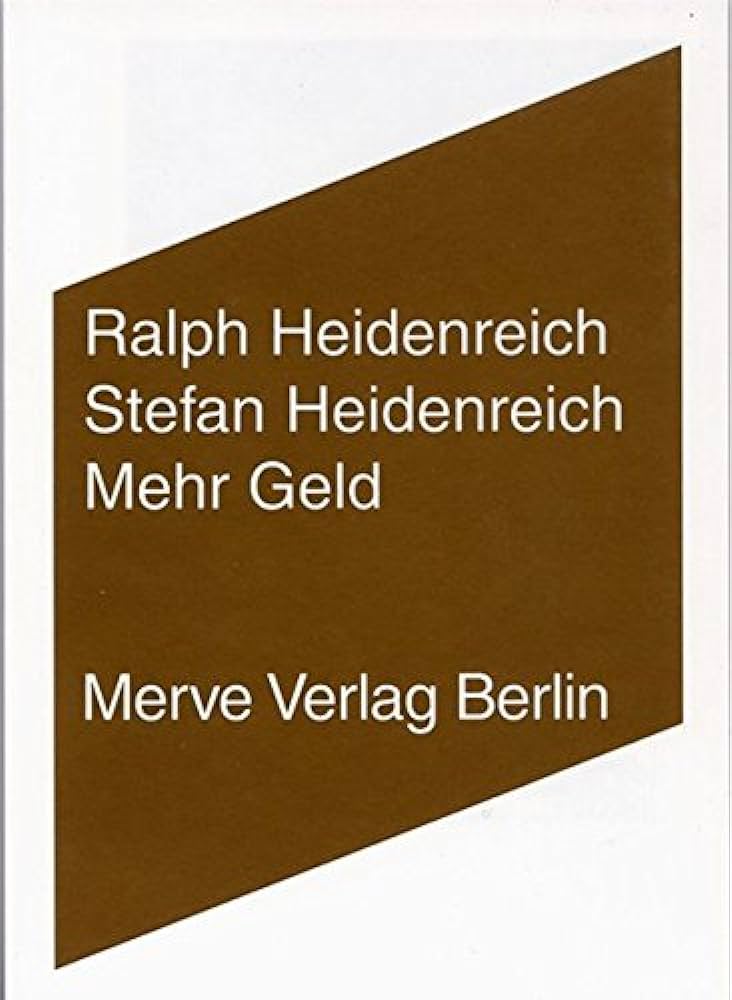 Ralph Heidenreich
Stefan Heidenreich
Mehr Geld
Merve Verlag Berlin